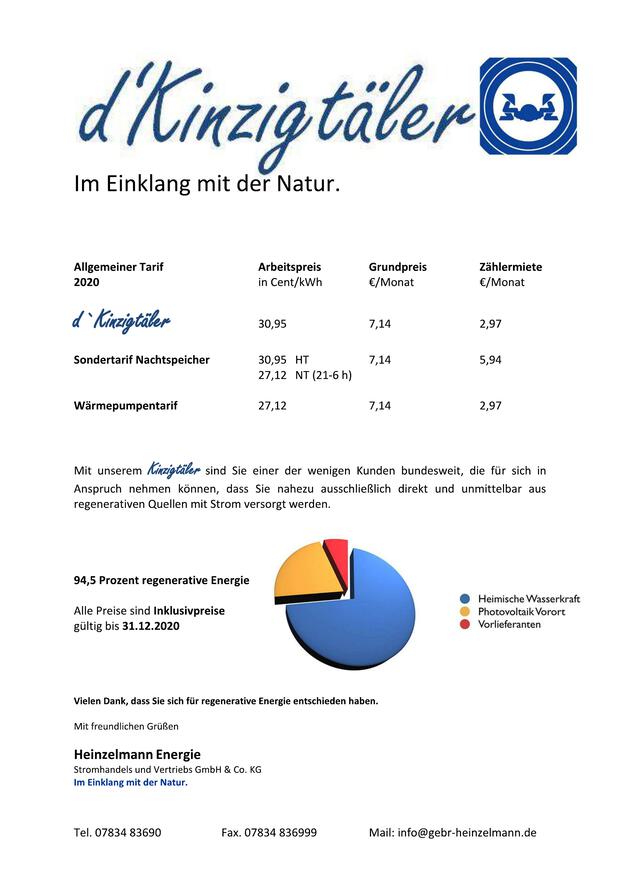 d'Kinzigtäler
Im Einklang mit der Natur.
Allgemeiner Tarif Arbeitspreis Grundpreis Zählermiete
2020 in Cent/kWh €/Monat €/Monat
d`Kinzigtäler 30,95 7,14 2,97
Sondertarif Nachtspeicher 30,95 HT 7,14 5,94
27,12 NT (21-6 h)
Wärmepumpentarif 27,12 7,14 2,97
Mit unserem Kinzigtäler sind Sie einer der wenigen Kunden bundesweit, die für sich in
Anspruch nehmen können, dass Sie nahezu ausschließlich direkt und unmittelbar aus
regenerativen Quellen mit Strom versorgt werden.
94,5 Prozent regenerative Energie
Alle Preise sind Inklusivpreise
gültig bis 31.12.2020
Heimische Wasserkraft
Photovoltaik Vorort
Vorlieferanten
Vielen Dank, dass Sie sich für regenerative Energie entschieden haben.
Mit freundlichen Grüßen
Heinzelmann Energie
Stromhandels und Vertriebs GmbH & Co. KG
Im Einklang mit der Natur.
Tel. 07834 83690 Fax. 07834 836999 Mail: info@gebr-heinzelmann.de